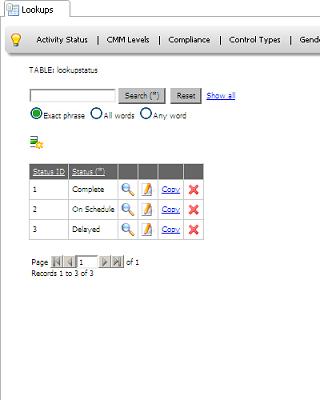 Lookups
Activity Status | CMM Levels | Compliance | Control Types | Gend
TABLE: lookupstatus
Search (*) Reset Show all
Exact phrase All words Any word
Status ID Status (*)
1 Complete Copy
2 On Schedule Copy
3 Delayed Copy
Page 1 of 1
Records 1 to 3 of 3